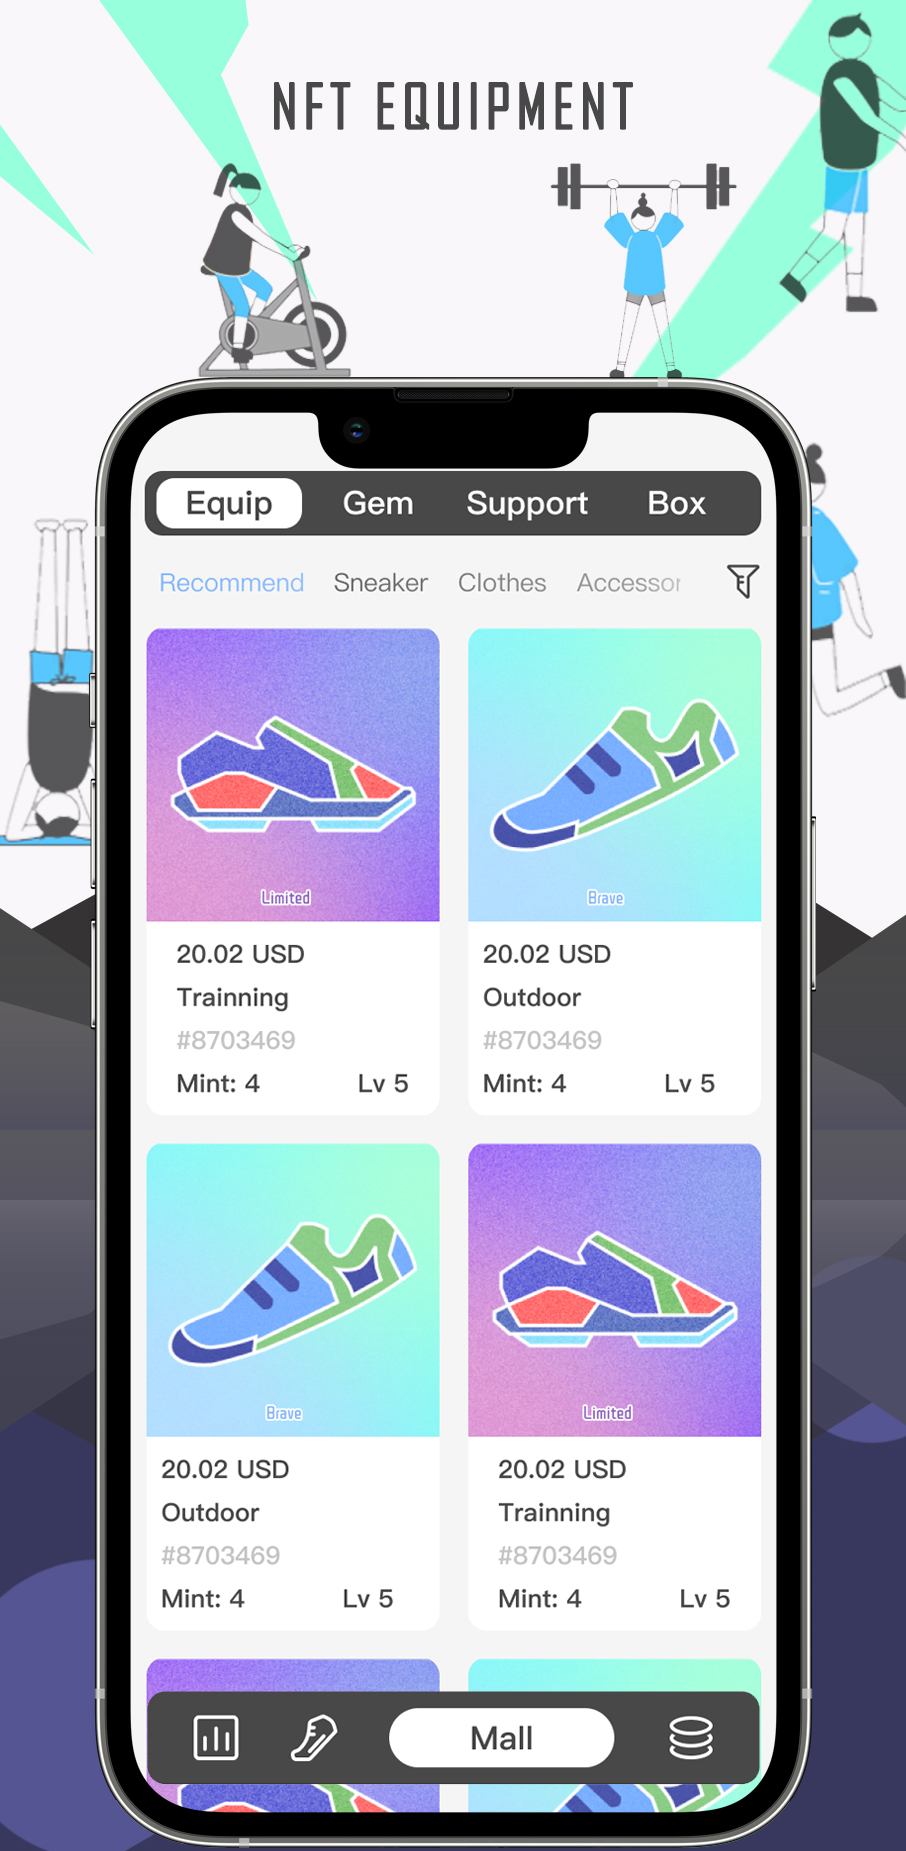 NFT EQUIPMENT
Equip Gem Support Box
Recommend Sneaker Clothes Accessor
Limited Brave
20.02 USD 20.02 USD
Trainning Outdoor
#8703469 #8703469
Mint: 4 Lv 5 Mint: 4 Lv 5
Brave Limited
20.02 USD 20.02 USD
Outdoor Trainning
#8703469 #8703469
Mint: 4 Lv 5 Mint: 4 Lv 5
Mall